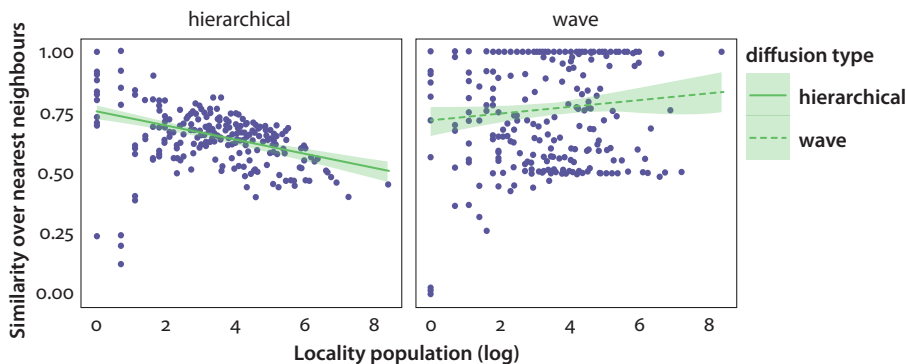 hierarchical
wave
Similarity over nearest neighbours
1.00
0.75
0.50
0.25
0.00
0 2 4 6 8
0 2 4 6 8
Locality population (log)
diffusion type
hierarchical
wave